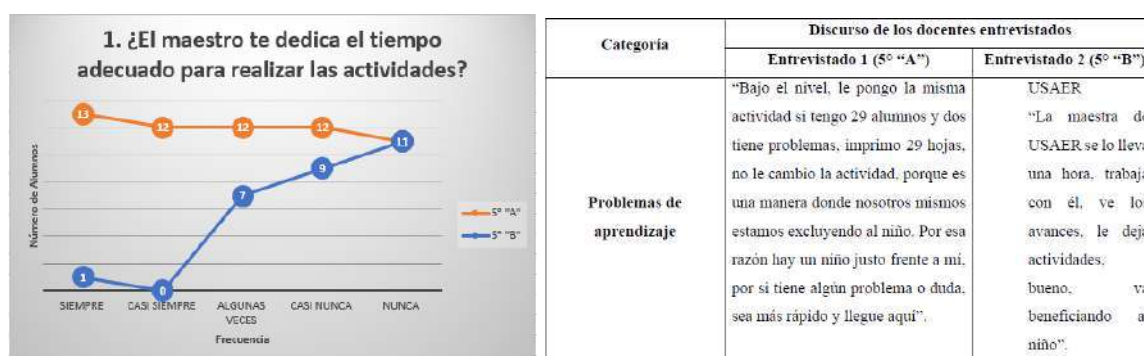 1. ¿El maestro te dedica el tiempo
adecuado para realizar las actividades?
Número de Alumnos
13
12
12
12
11
1
0
7
9
5° "A"
5° "B"
SIEMPRE
CASI SIEMPRE
ALGUNAS
VECES
CASI NUNCA
NUNCA
Frecuencia
Categoría
Discurso de los docentes entrevistados
Entrevistado 1 (5° “A”)
Entrevistado 2 (5° “B”)
Problemas de
aprendizaje
“Bajo el nivel, le pongo la misma
actividad si tengo 29 alumnos y dos
tiene problemas, imprimo 29 hojas,
no le cambio la actividad, porque es
una manera donde nosotros mismos
estamos excluyendo al niño. Por esa
razón hay un niño justo frente a mí,
por si tiene algún problema o duda,
sea más rápido y llegue aquí”.
USAER
“La maestra de
USAER se lo lleva
una hora, trabaja
con él, ve los
avances, le deja
actividades,
bueno, va
beneficiando a
niño”.